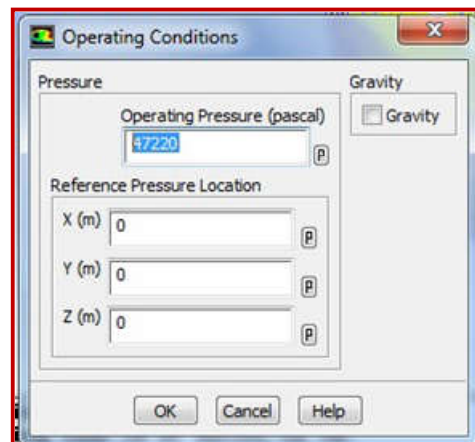 Operating Conditions
Pressure
Gravity
Operating Pressure (pascal)
Gravity
47220
P
Reference Pressure Location
X (m)
0
P
Y (m)
0
P
Z (m)
0
P
OK
Cancel
Help